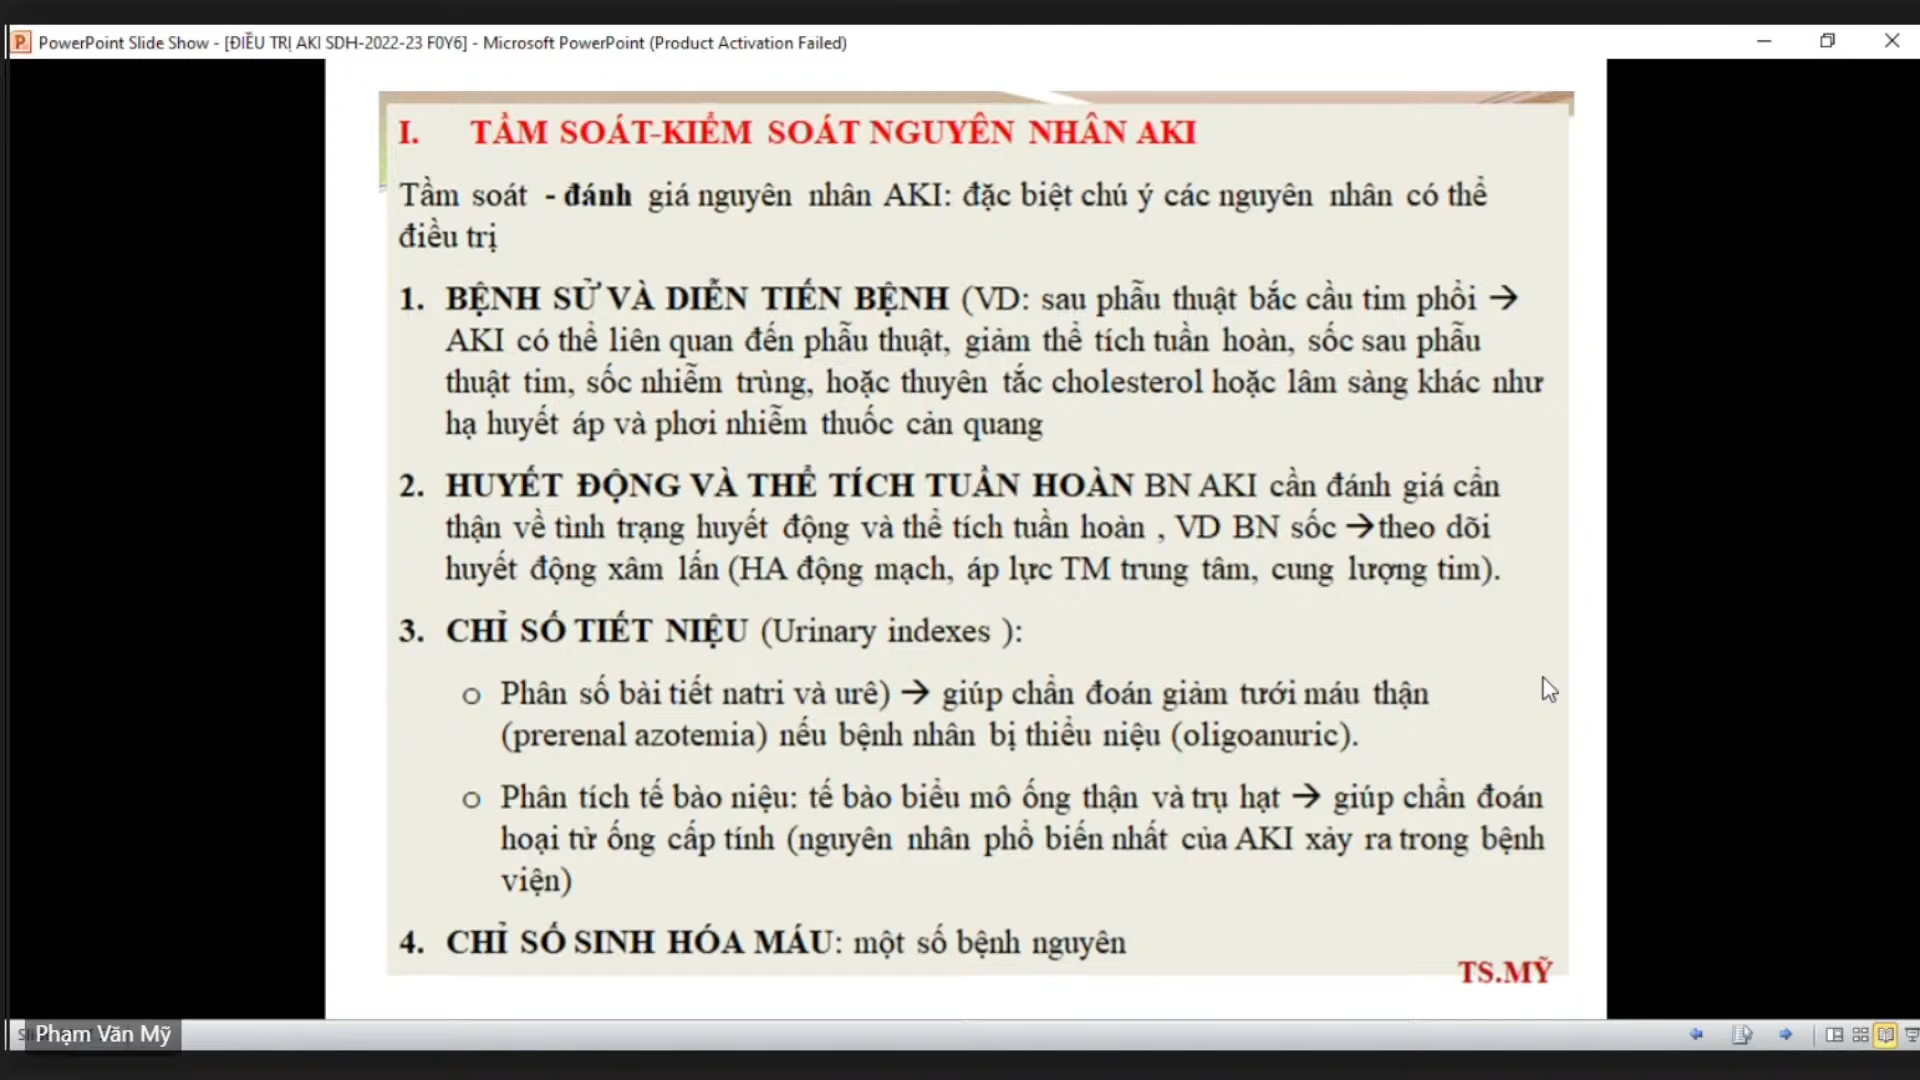 PowerPoint Slide Show - [ĐIỀU TRỊ AKI SDH-2022-23 F0Y6] - Microsoft PowerPoint (Product Activation Failed)
I. TẦM SOÁT-KIỂM SOÁT NGUYÊN NHÂN AKI
Tầm soát - đánh giá nguyên nhân AKI: đặc biệt chú ý các nguyên nhân có thể
điều trị
1. BỆNH SỬ VÀ DIỄN TIẾN BỆNH (VD: sau phẫu thuật bắc cầu tim phổi →
AKI có thể liên quan đến phẫu thuật, giảm thể tích tuần hoàn, sốc sau phẫu
thuật tim, sốc nhiễm trùng, hoặc thuyên tắc cholesterol hoặc lâm sàng khác như
hạ huyết áp và phơi nhiễm thuốc cản quang
2. HUYẾT ĐỘNG VÀ THỂ TÍCH TUẦN HOÀN BN AKI cần đánh giá cẩn
thận về tình trạng huyết động và thể tích tuần hoàn , VD BN sốc →theo dõi
huyết động xâm lấn (HA động mạch, áp lực TM trung tâm, cung lượng tim).
3. CHỈ SỐ TIẾT NIỆU (Urinary indexes ):
o Phân số bài tiết natri và urê) → giúp chẩn đoán giảm tưới máu thận
(prerenal azotemia) nếu bệnh nhân bị thiểu niệu (oligoanuric).
o Phân tích tế bào niệu: tế bào biểu mô ống thận và trụ hạt → giúp chẩn đoán
hoại tử ống cấp tính (nguyên nhân phổ biến nhất của AKI xảy ra trong bệnh
viện)
4. CHỈ SỐ SINH HÓA MÁU: một số bệnh nguyên
TS.MỸ
Phạm Văn Mỹ